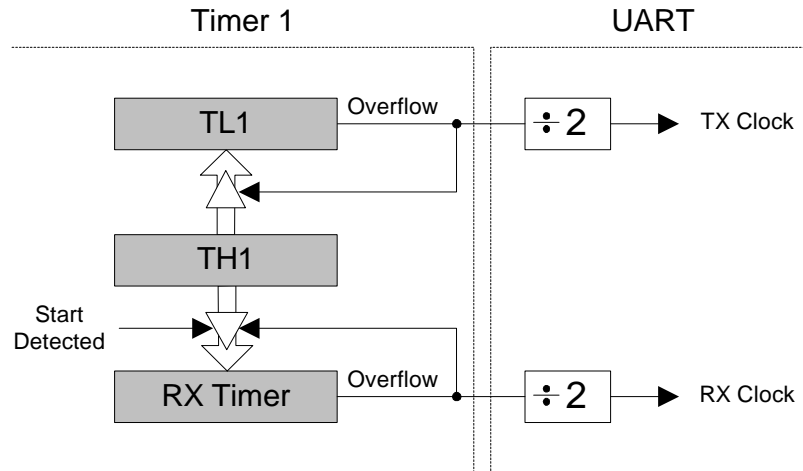 Timer 1
UART
TL1
Overflow
÷ 2
TX Clock
TH1
Start
Detected
RX Timer
Overflow
÷ 2
RX Clock